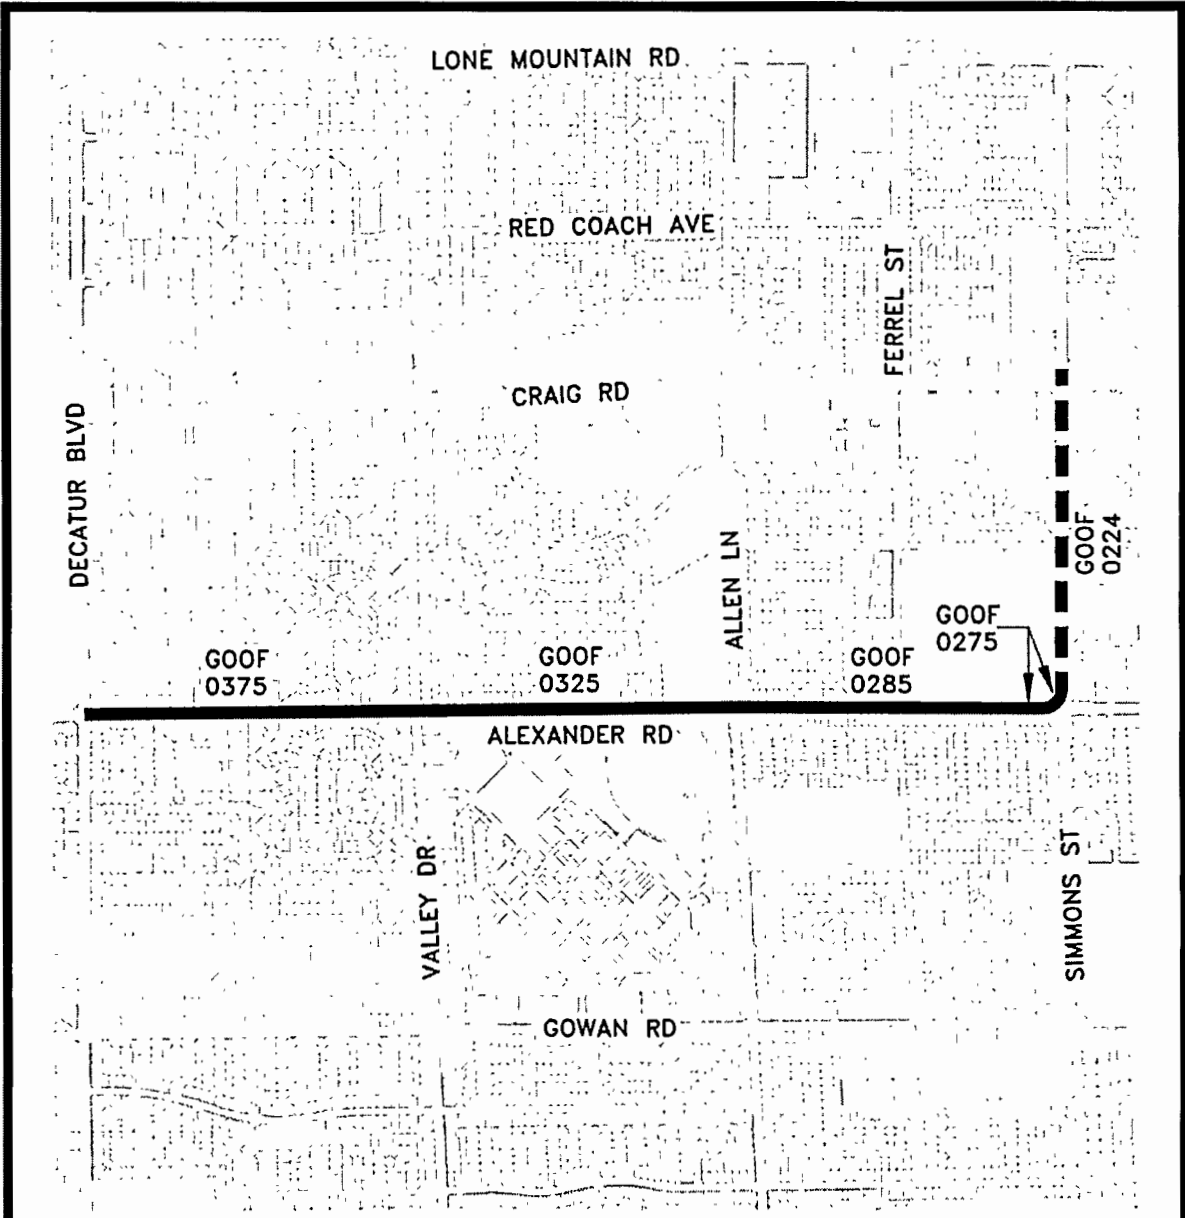 LONE MOUNTAIN RD
RED COACH AVE
FERREL ST
CRAIG RD
DECATUR BLVD
GOOF
0224
ALLEN LN
GOOF
0275
GOOF
0375
GOOF
0325
GOOF
0285
ALEXANDER RD
VALLEY DR
SIMMONS ST
GOWAN RD